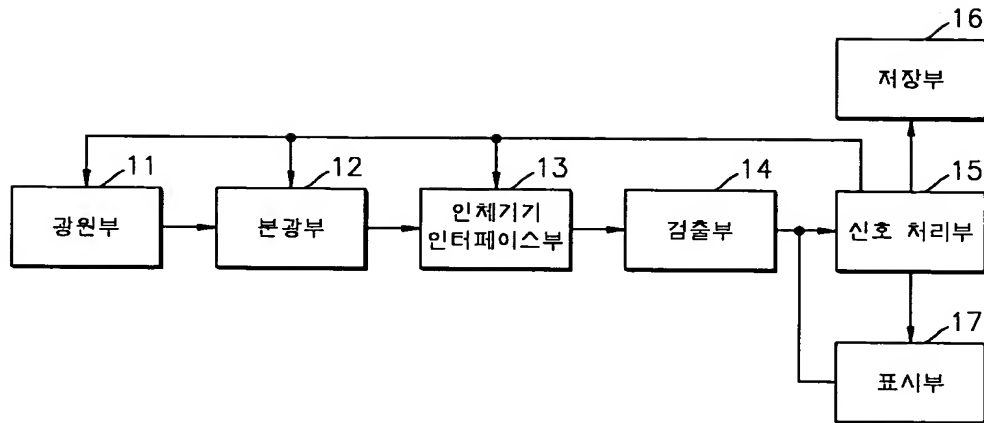 16
저장부
11
광원부
12
분광부
13
인체기기
인터페이스부
14
검출부
15
신호 처리부
17
표시부